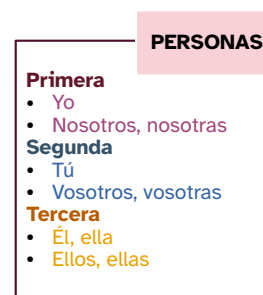 PERSONAS
Primera
• Yo
• Nosotros, nosotras
Segunda
• Tú
• Vosotros, vosotras
Tercera
• Él, ella
• Ellos, ellas